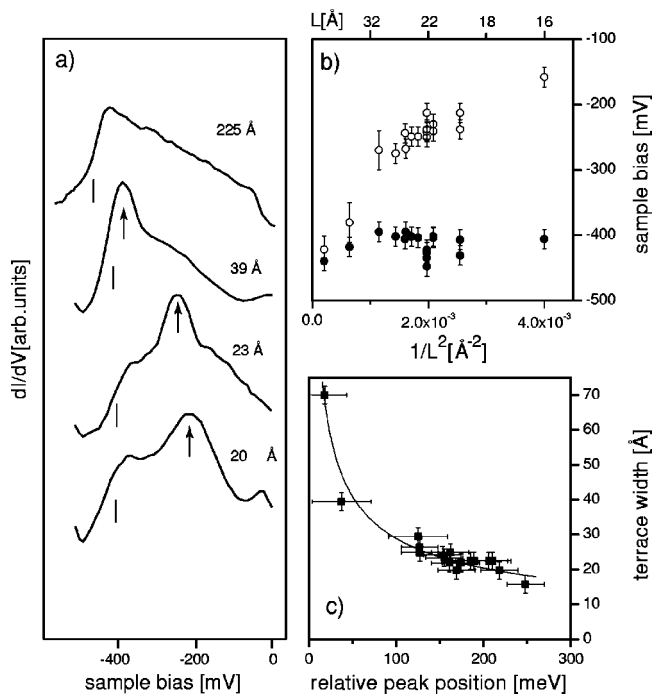 a)
225 Å
39 Å
23 Å
20 Å
-400 -200 0
sample bias [mV]
dI/dV[arb.units]
L[Å] 32 22 18 16
b)
-100
-200
-300
-400
-500
sample bias [mV]
0.0 2.0x10⁻³ 4.0x10⁻³
1/L²[Å⁻²]
c)
70
60
50
40
30
20
10
0
terrace width [Å]
0 100 200 300
relative peak position [meV]